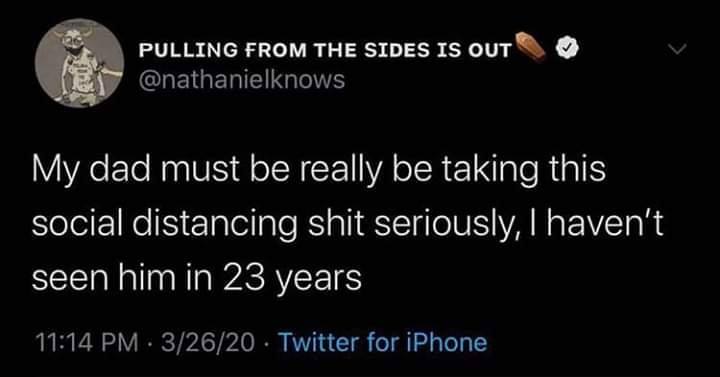 PULLING FROM THE SIDES IS OUT⚰️
@nathanielknows
My dad must be really be taking this
social distancing shit seriously, I haven't
seen him in 23 years
11:14 PM · 3/26/20 · Twitter for iPhone